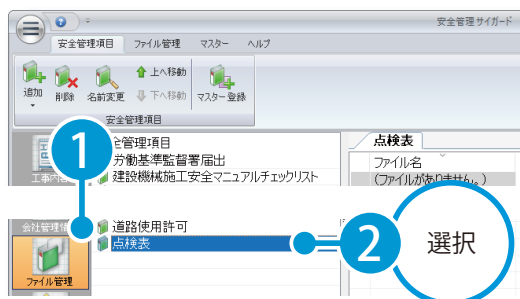 安全管理 サイガード
安全管理項目 ファイル管理 マスター ヘルプ
追加 削除 名前変更 上へ移動 下へ移動 マスター登録
安全管理項目
全管理項目
労働基準監督署届出
建設機械施工安全マニュアルチェックリスト
工事内容
点検表
ファイル名
(ファイルがありません。)
1
会社管理情
道路使用許可
点検表
ファイル管理
2
選択